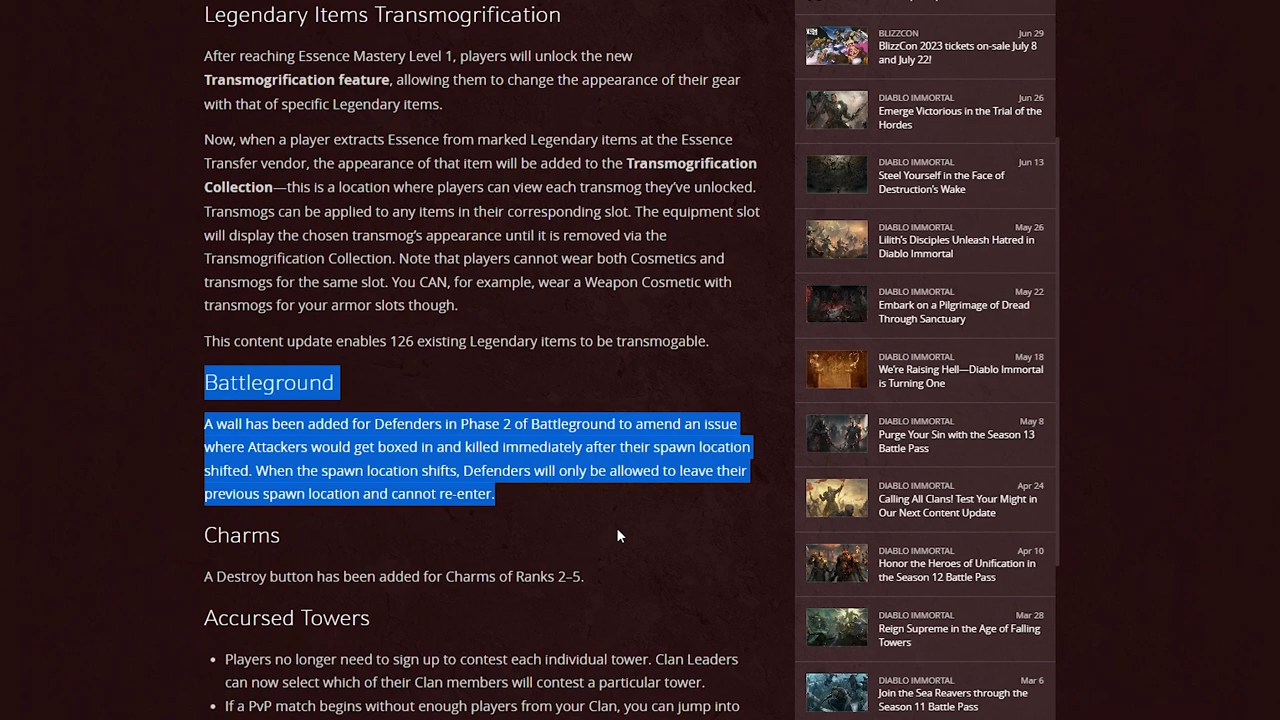 Legendary Items Transmogrification
After reaching Essence Mastery Level 1, players will unlock the new
Transmogrification feature, allowing them to change the appearance of their gear
with that of specific Legendary items.
Now, when a player extracts Essence from marked Legendary items at the Essence
Transfer vendor, the appearance of that item will be added to the Transmogrification
Collection—this is a location where players can view each transmog they've unlocked.
Transmogs can be applied to any items in their corresponding slot. The equipment slot
will display the chosen transmog's appearance until it is removed via the
Transmogrification Collection. Note that players cannot wear both Cosmetics and
transmogs for the same slot. You CAN, for example, wear a Weapon Cosmetic with
transmogs for your armor slots though.
This content update enables 126 existing Legendary items to be transmogable.
Battleground
A wall has been added for Defenders in Phase 2 of Battleground to amend an issue
where Attackers would get boxed in and killed immediately after their spawn location
shifted. When the spawn location shifts, Defenders will only be allowed to leave their
previous spawn location and cannot re-enter.
Charms
A Destroy button has been added for Charms of Ranks 2–5.
Accursed Towers
• Players no longer need to sign up to contest each individual tower. Clan Leaders
can now select which of their Clan members will contest a particular tower.
• If a PvP match begins without enough players from your Clan, you can jump into
BLIZZCON Jun 29
BlizzCon 2023 tickets on-sale July 8
and July 22!
DIABLO IMMORTAL Jun 26
Emerge Victorious in the Trial of the
Hordes
DIABLO IMMORTAL Jun 13
Steel Yourself in the Face of
Destruction's Wake
DIABLO IMMORTAL May 26
Lilith's Disciples Unleash Hatred in
Diablo Immortal
DIABLO IMMORTAL May 22
Embark on a Pilgrimage of Dread
Through Sanctuary
DIABLO IMMORTAL May 18
We're Raising Hell—Diablo Immortal
is Turning One
DIABLO IMMORTAL May 8
Purge Your Sin with the Season 13
Battle Pass
DIABLO IMMORTAL Apr 24
Calling All Clans! Test Your Might in
Our Next Content Update
DIABLO IMMORTAL Apr 10
Honor the Heroes of Unification in
the Season 12 Battle Pass
DIABLO IMMORTAL Mar 28
Reign Supreme in the Age of Falling
Towers
DIABLO IMMORTAL Mar 6
Join the Sea Reavers through the
Season 11 Battle Pass